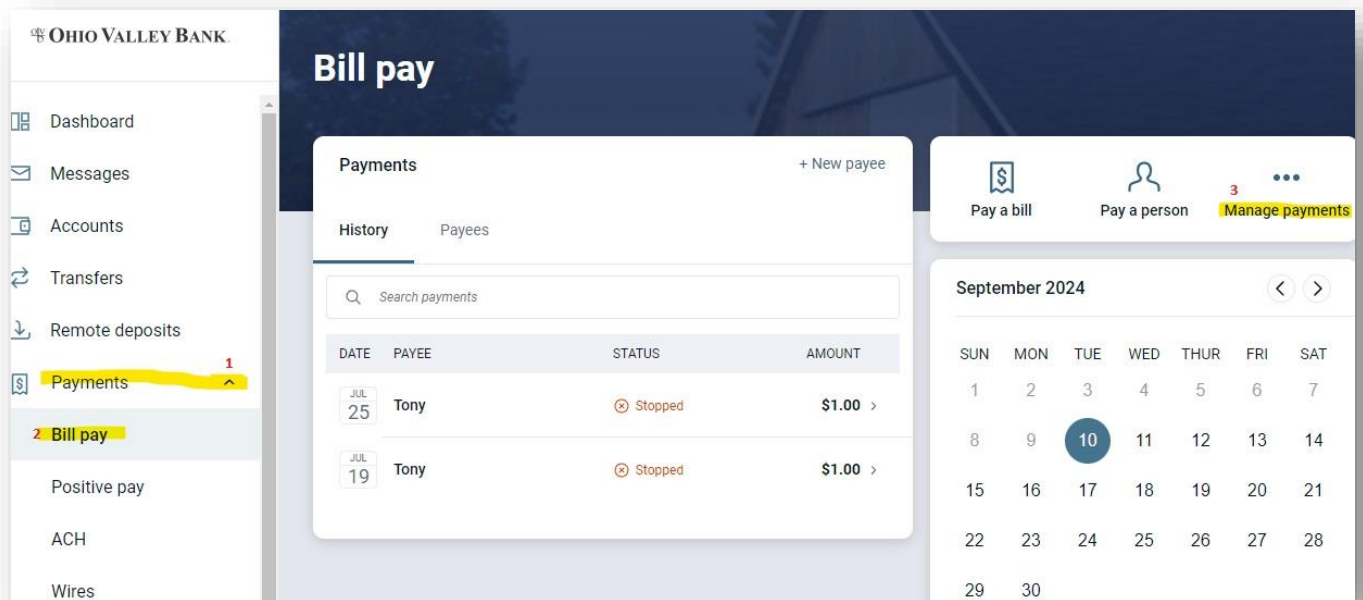 OHIO VALLEY BANK
Dashboard
Messages
Accounts
Transfers
Remote deposits
1
Payments
2 Bill pay
Positive pay
ACH
Wires
Bill pay
Payments + New payee
History Payees
Search payments
DATE PAYEE STATUS AMOUNT
JUL
25 Tony Stopped $1.00
JUL
19 Tony Stopped $1.00
Pay a bill Pay a person 3 Manage payments
September 2024
SUN MON TUE WED THUR FRI SAT
1 2 3 4 5 6 7
8 9 10 11 12 13 14
15 16 17 18 19 20 21
22 23 24 25 26 27 28
29 30